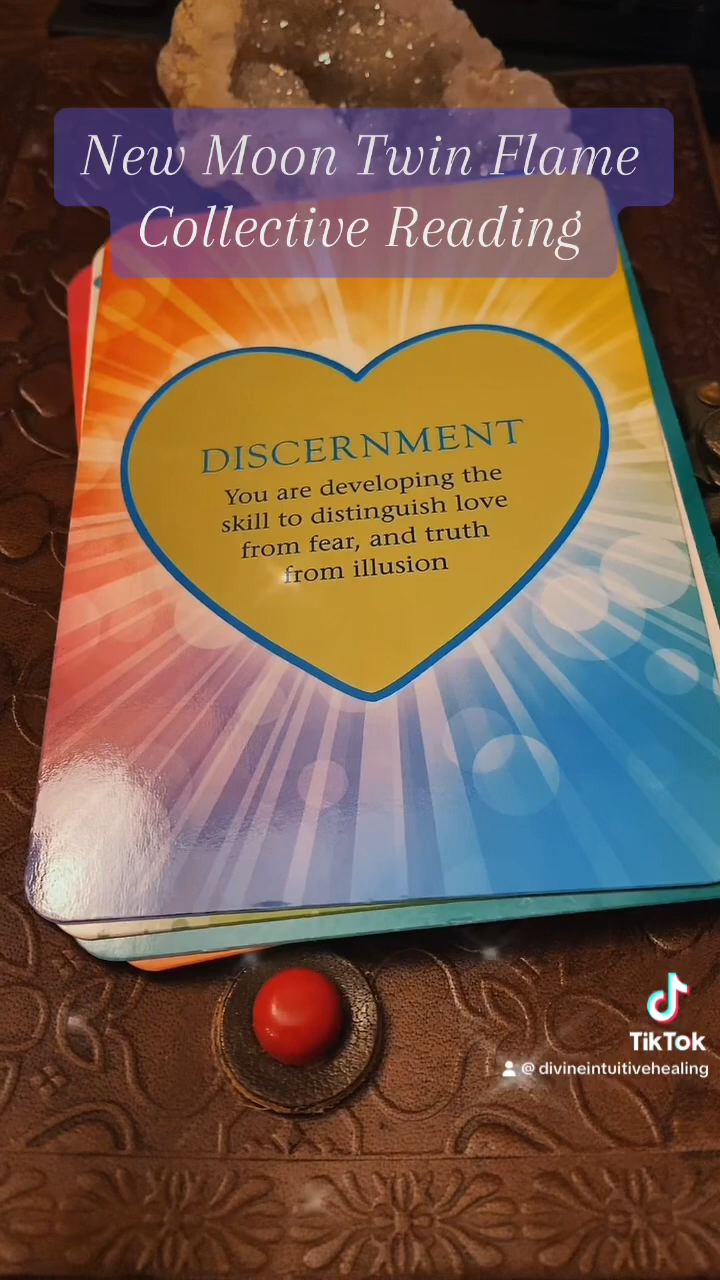 New Moon Twin Flame
Collective Reading
DISCERNMENT
You are developing the
skill to distinguish love
from fear, and truth
from illusion
TikTok
@ divineintuitivehealing